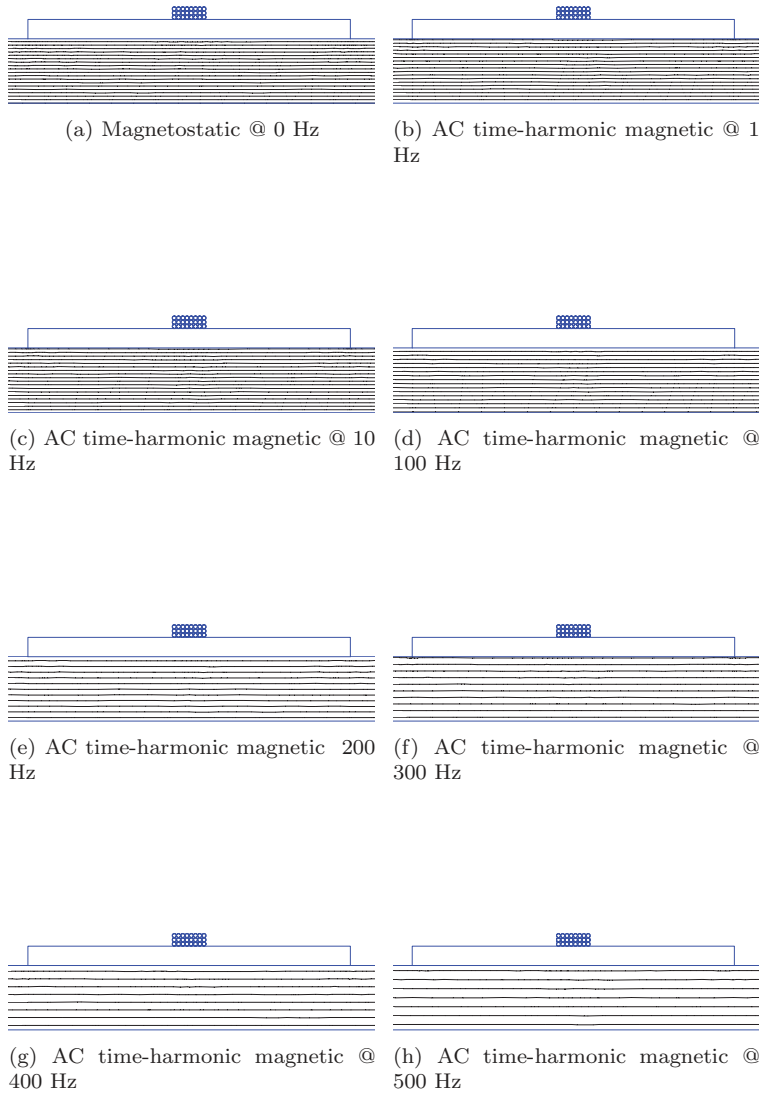 (a) Magnetostatic @ 0 Hz
(b) AC time-harmonic magnetic @ 1
Hz
(c) AC time-harmonic magnetic @ 10
Hz
(d) AC time-harmonic magnetic @
100 Hz
(e) AC time-harmonic magnetic 200
Hz
(f) AC time-harmonic magnetic @
300 Hz
(g) AC time-harmonic magnetic @
400 Hz
(h) AC time-harmonic magnetic @
500 Hz